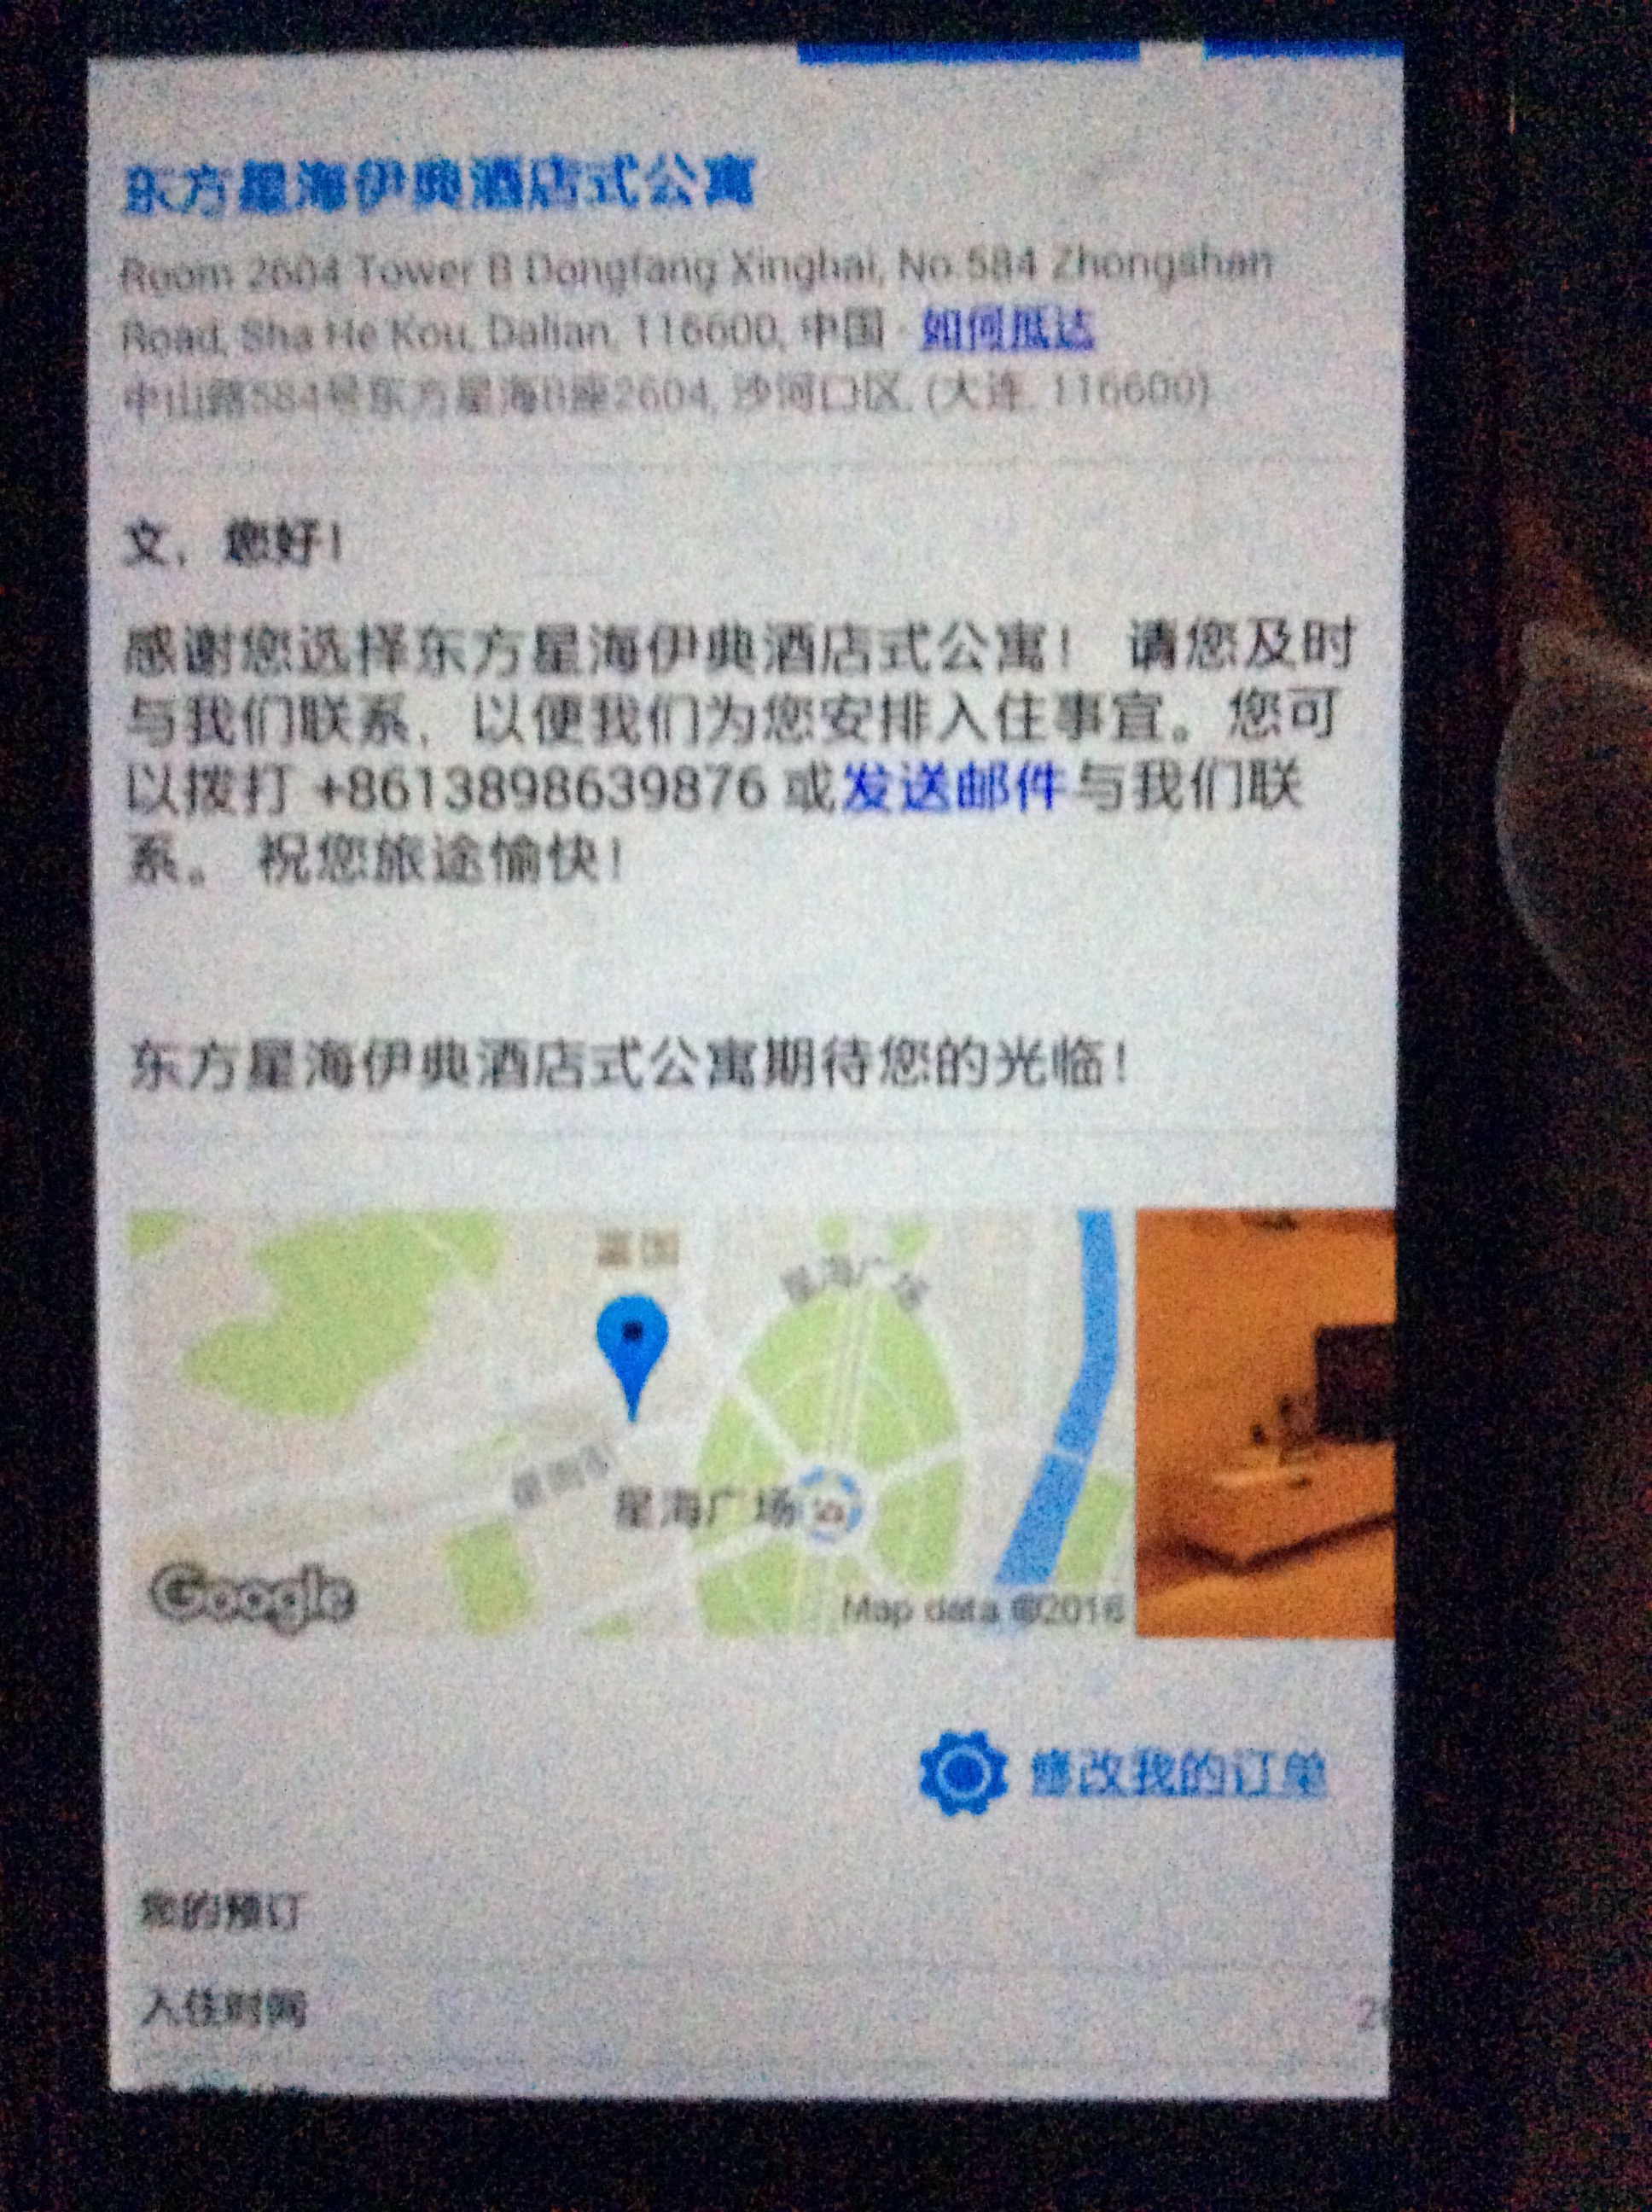 东方星海伊典酒店式公寓
Room 2604 Tower B Dongfang Xinghai, No.584 Zhongshan
Road, Sha He Kou, Dalian, 116600, 中国 · 如何抵达
中山路584号东方星海B座2604, 沙河口区, (大连, 116600)
文，您好！
感谢您选择东方星海伊典酒店式公寓！ 请您及时
与我们联系，以便我们为您安排入住事宜。您可
以拨打 +8613898639876 或发送邮件与我们联
系。 祝您旅途愉快！
东方星海伊典酒店式公寓期待您的光临！
富国
星海广场
星海广场
Google
Map data ©2016
修改我的订单
您的预订
入住时间